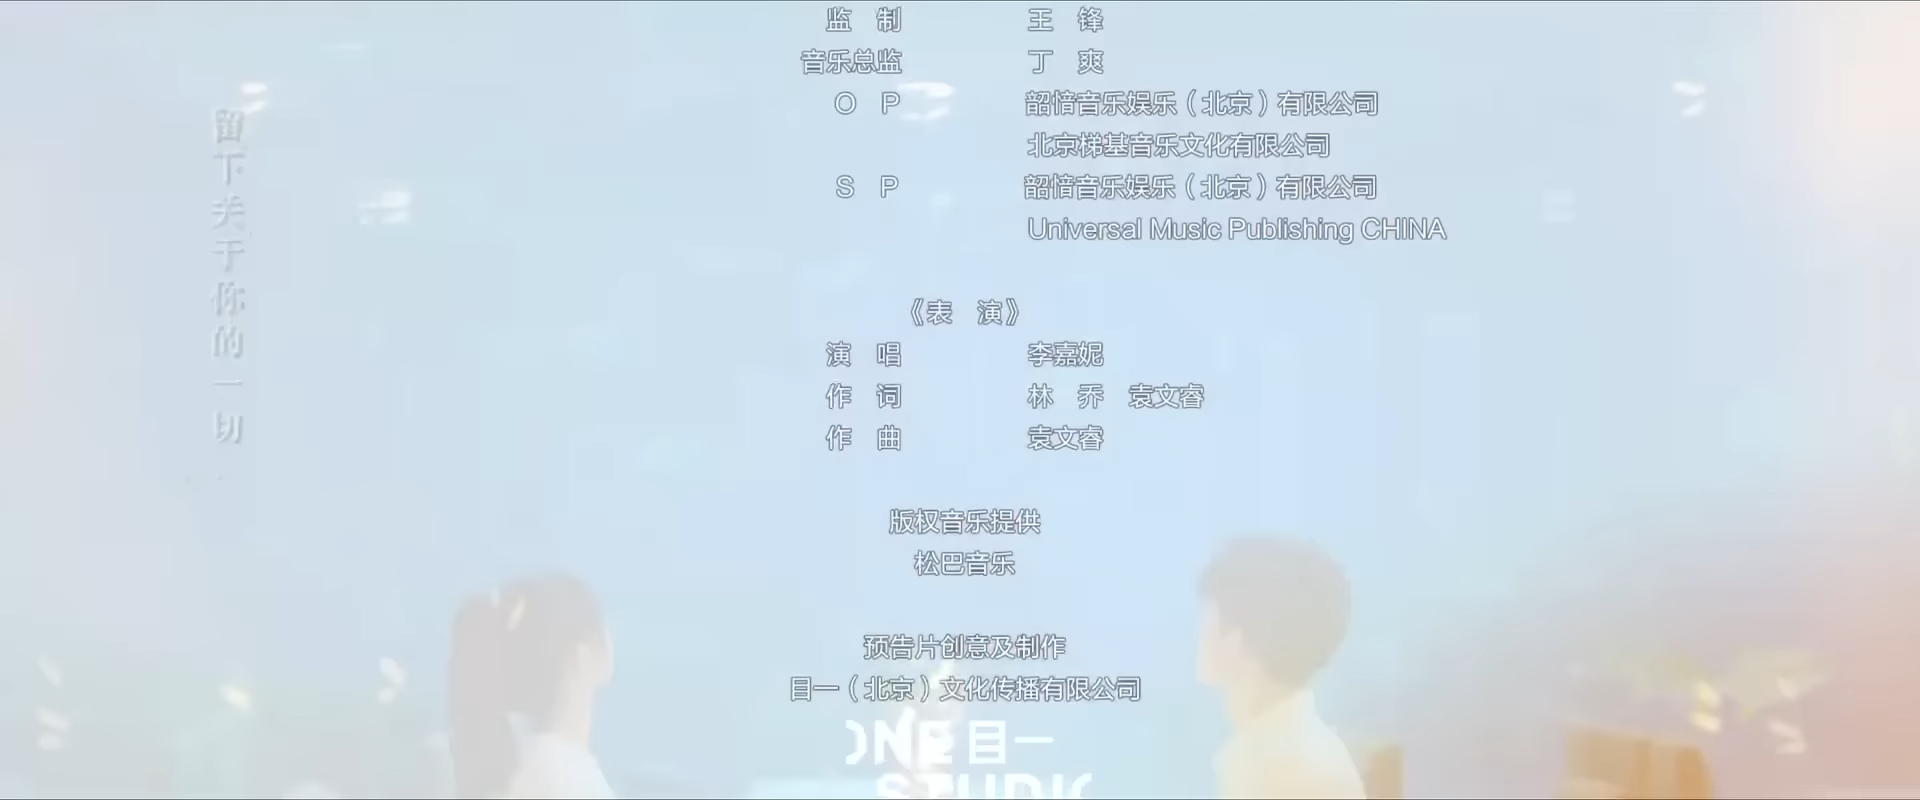 监 制 王 锋
音乐总监 丁 爽
O P 韶愔音乐娱乐（北京）有限公司
北京梯基音乐文化有限公司
S P 韶愔音乐娱乐（北京）有限公司
Universal Music Publishing CHINA
《表 演》
演 唱 李嘉妮
作 词 林 乔 袁文睿
作 曲 袁文睿
版权音乐提供
松巴音乐
预告片创意及制作
目一（北京）文化传播有限公司
ONE 目一
STUDIO
留下关于你的一切